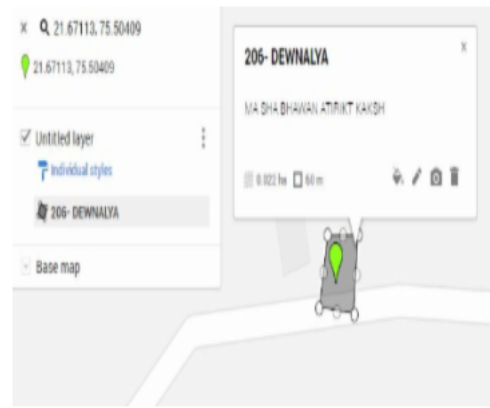 × 21.67113, 75.50409
21.67113, 75.50409
Untitled layer
Individual styles
206- DEWNALYA
Base map
206- DEWNALYA ×
MA SHA BHAWAN ATIRIKT KAKSH
0.022 ha 60 m